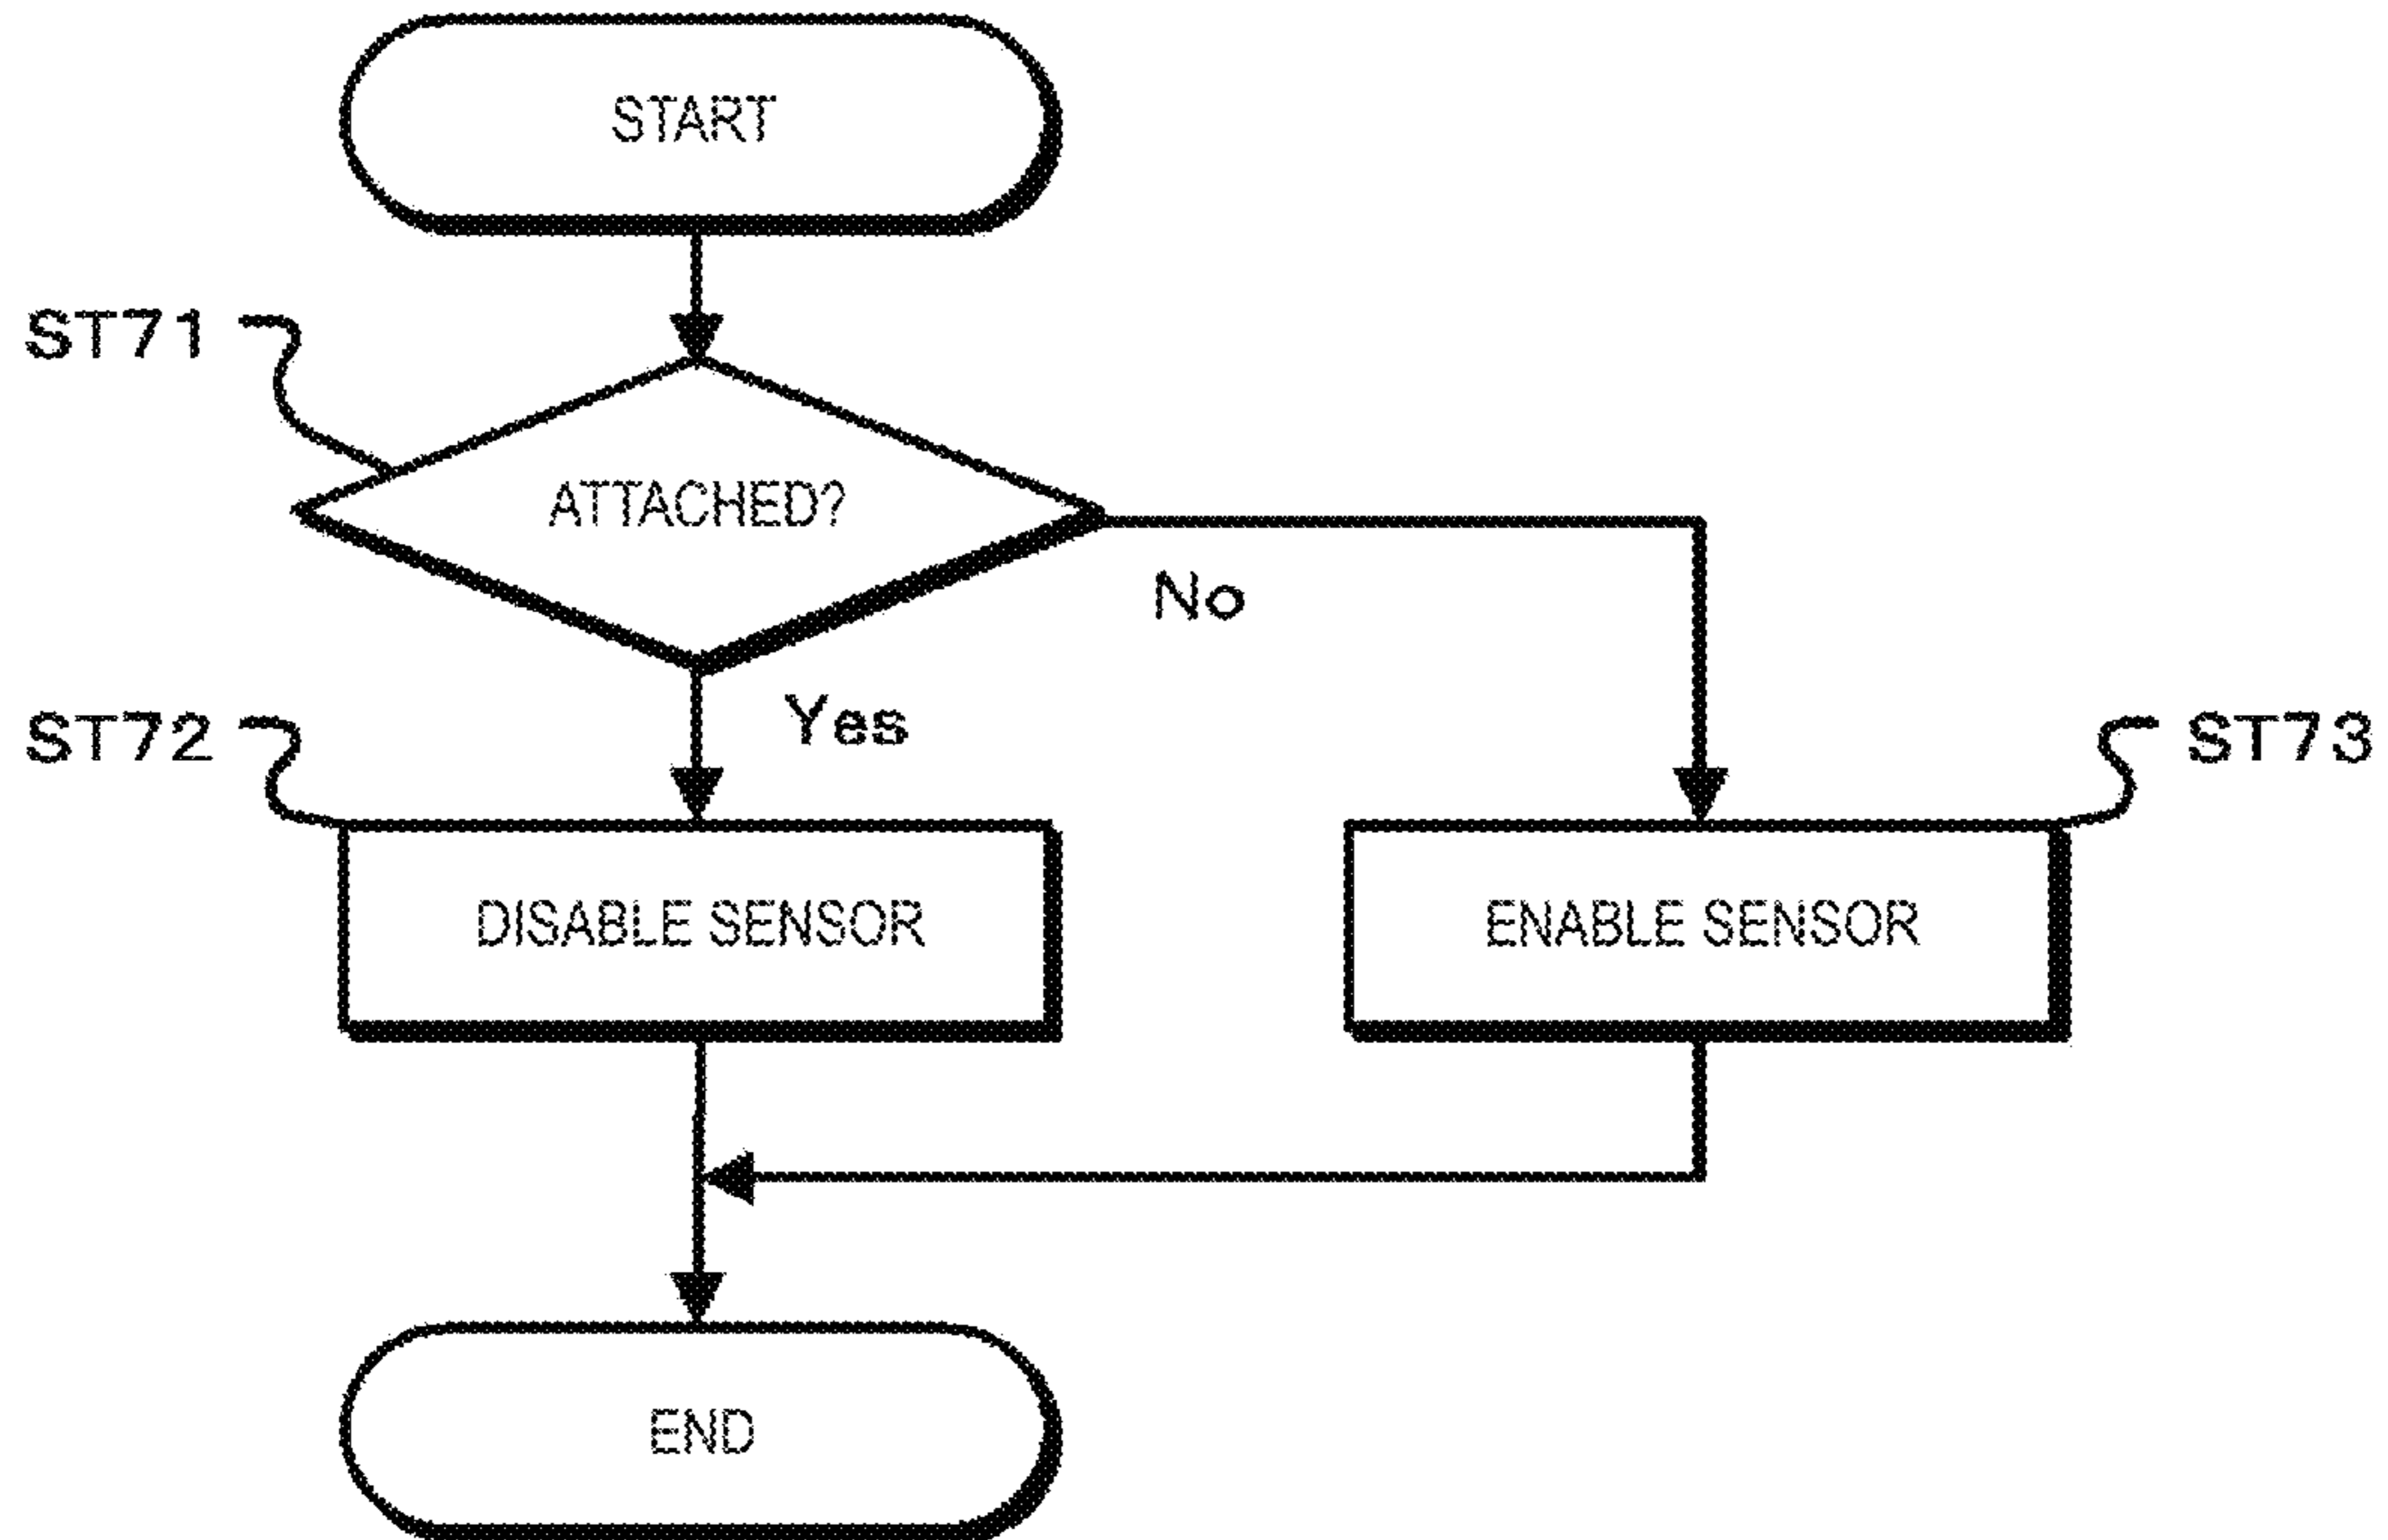 START
ST71
ATTACHED?
No
Yes
ST72
ST73
DISABLE SENSOR
ENABLE SENSOR
END